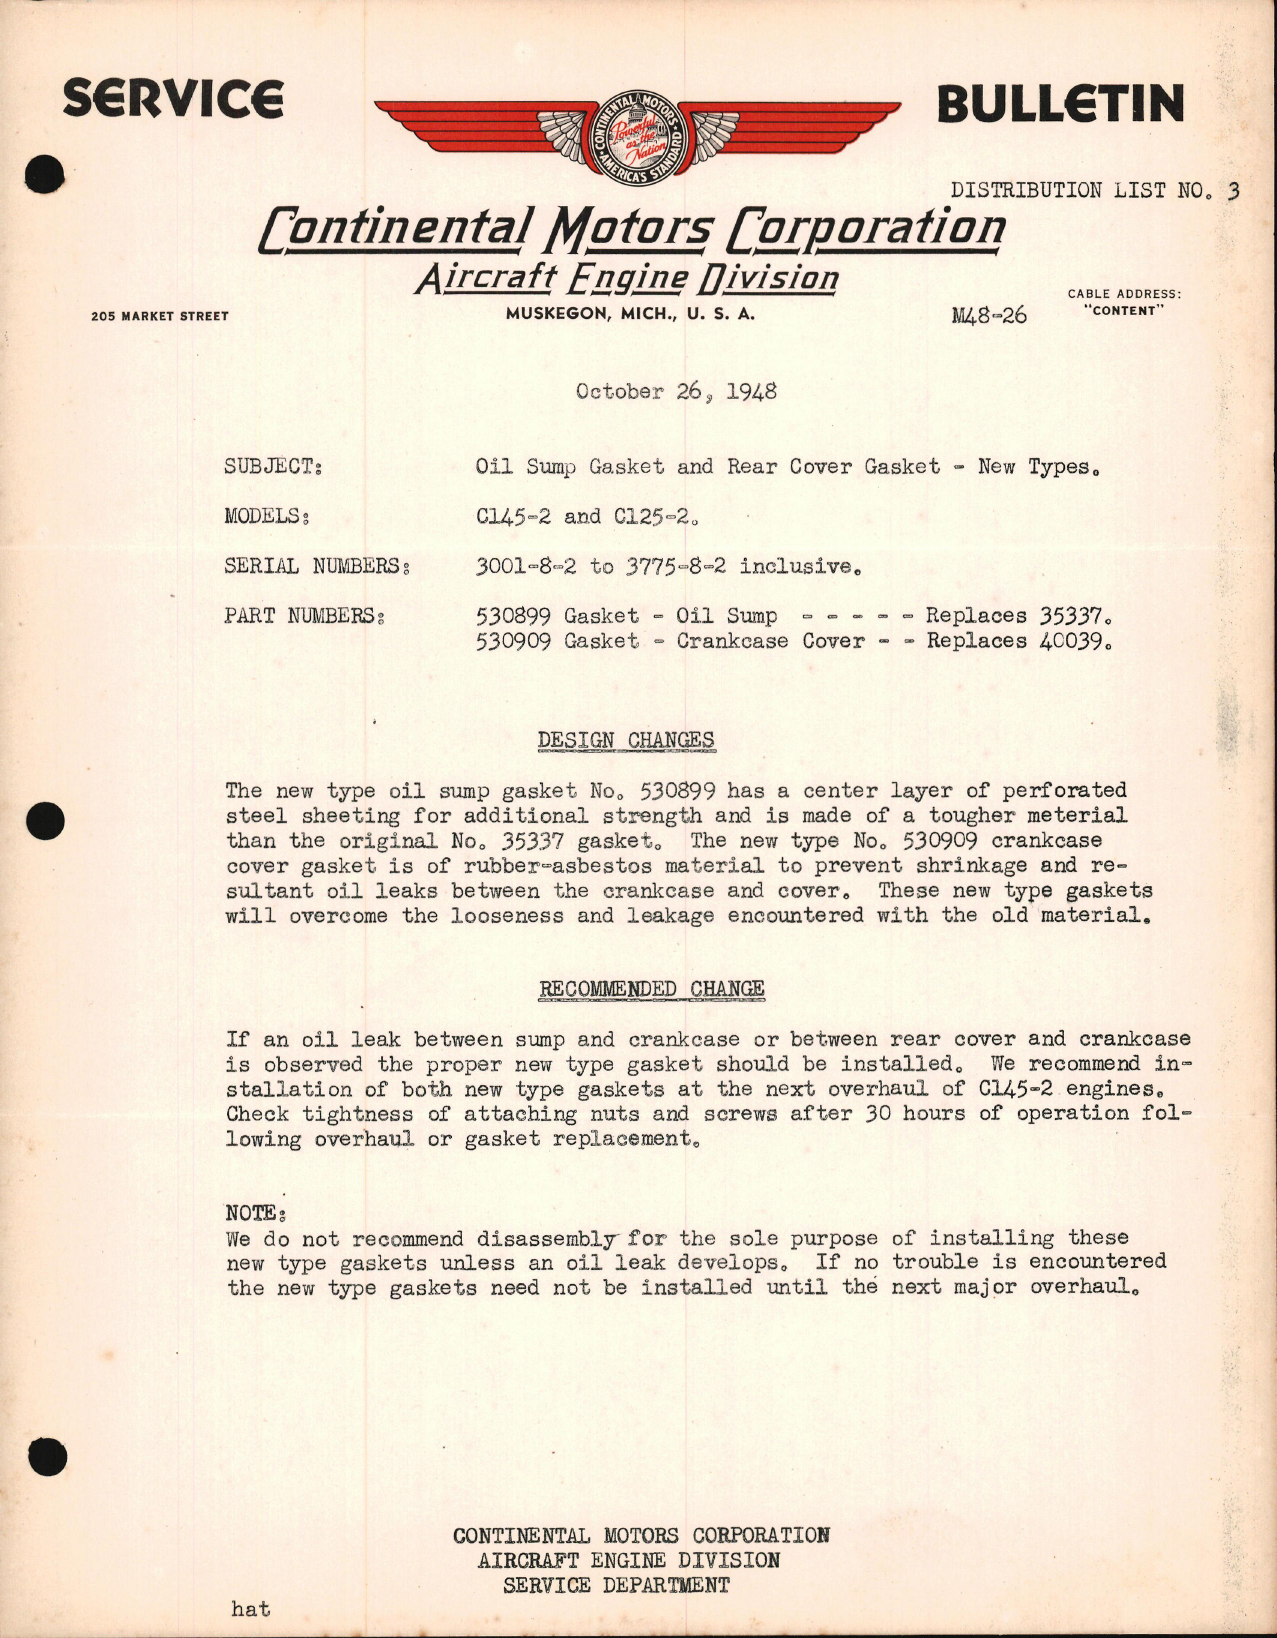 SERVICE BULLETIN
CONTINENTAL MOTORS
Powerful
as the
Nation
AMERICA'S STANDARD
DISTRIBUTION LIST NO. 3
Continental Motors Corporation
Aircraft Engine Division
205 MARKET STREET
MUSKEGON, MICH., U. S. A.
M48-26
CABLE ADDRESS:
"CONTENT"
October 26, 1948
SUBJECT: Oil Sump Gasket and Rear Cover Gasket - New Types.
MODELS: C145-2 and C125-2.
SERIAL NUMBERS: 3001-8-2 to 3775-8-2 inclusive.
PART NUMBERS: 530899 Gasket - Oil Sump - - - - - Replaces 35337.
530909 Gasket - Crankcase Cover - - Replaces 40039.
DESIGN CHANGES
The new type oil sump gasket No. 530899 has a center layer of perforated
steel sheeting for additional strength and is made of a tougher meterial
than the original No. 35337 gasket. The new type No. 530909 crankcase
cover gasket is of rubber-asbestos material to prevent shrinkage and re-
sultant oil leaks between the crankcase and cover. These new type gaskets
will overcome the looseness and leakage encountered with the old material.
RECOMMENDED CHANGE
If an oil leak between sump and crankcase or between rear cover and crankcase
is observed the proper new type gasket should be installed. We recommend in-
stallation of both new type gaskets at the next overhaul of C145-2 engines.
Check tightness of attaching nuts and screws after 30 hours of operation fol-
lowing overhaul or gasket replacement.
NOTE:
We do not recommend disassembly for the sole purpose of installing these
new type gaskets unless an oil leak develops. If no trouble is encountered
the new type gaskets need not be installed until the next major overhaul.
CONTINENTAL MOTORS CORPORATION
AIRCRAFT ENGINE DIVISION
SERVICE DEPARTMENT
hat